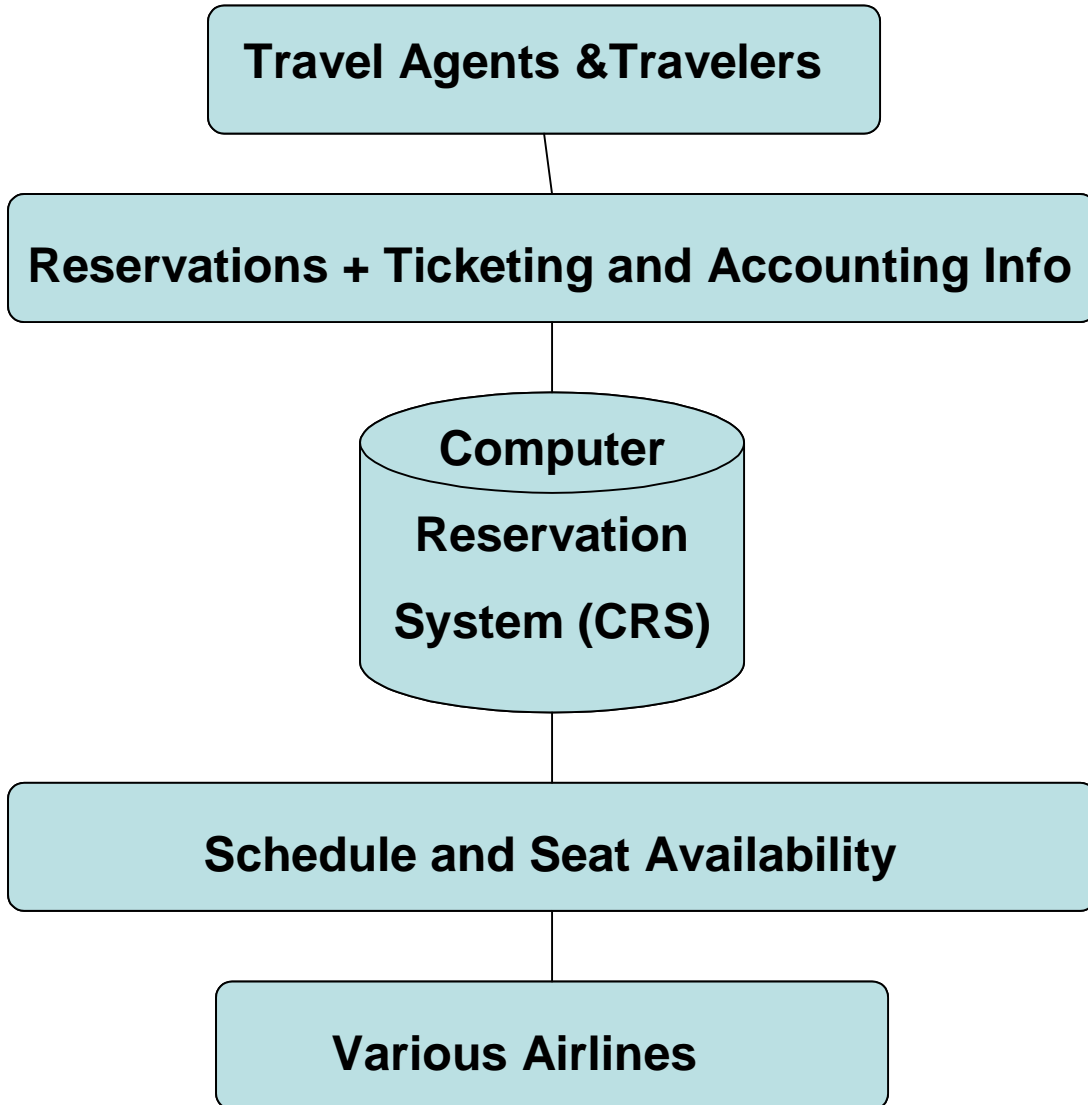 Travel Agents &Travelers
Reservations + Ticketing and Accounting Info
Computer
Reservation
System (CRS)
Schedule and Seat Availability
Various Airlines